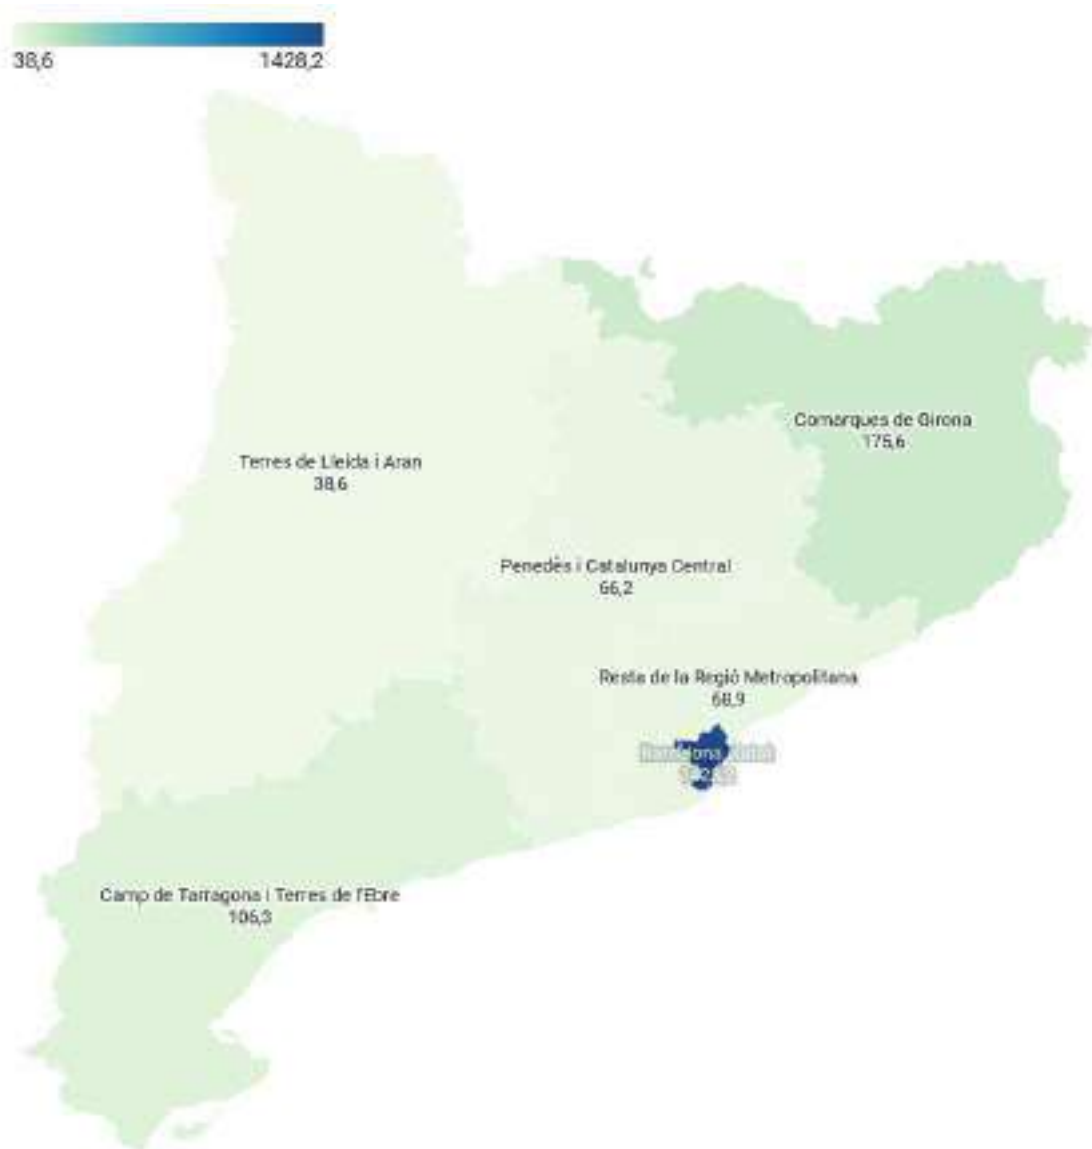 38,6 1428,2
Comarques de Girona
175,6
Terres de Lleida i Aran
38,6
Penedès i Catalunya Central
66,2
Resta de la Regió Metropolitana
68,9
Barcelona
Camp de Tarragona i Terres de l'Ebre
106,3